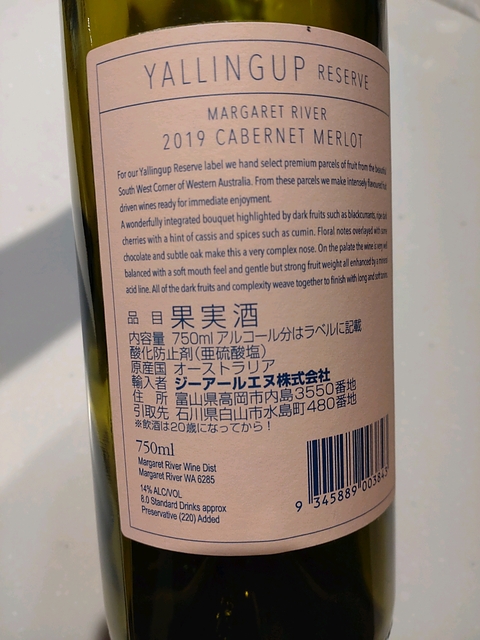 YALLINGUP RESERVE
MARGARET RIVER
2019 CABERNET MERLOT
For our Yallingup Reserve label we hand select premium parcels of fruit from the beautiful
South West Corner of Western Australia. From these parcels we make intensely flavoured fruit
driven wines ready for immediate enjoyment.
A wonderfully integrated bouquet highlighted by dark fruits such as blackcurrants, ripe dark
cherries with a hint of cassis and spices such as cumin. Floral notes overlayed with some
chocolate and subtle oak make this a very complex nose. On the palate the wine is very well
balanced with a soft mouth feel and gentle but strong fruit weight all enhanced by a mineral
acid line. All of the dark fruits and complexity weave together to finish with long and soft
品 目 果実酒
内容量 750ml アルコール分はラベルに記載
酸化防止剤(亜硫酸塩)
原産国 オーストラリア
輸入者 ジーアールエヌ株式会社
住 所 富山県高岡市内島3550番地
引取先 石川県白山市水島町480番地
※飲酒は20歳になってから!
750ml
Margaret River Wine Dist
Margaret River WA 6285
14% ALC/VOL
8.0 Standard Drinks approx
Preservative (220) Added
9 345889 003843